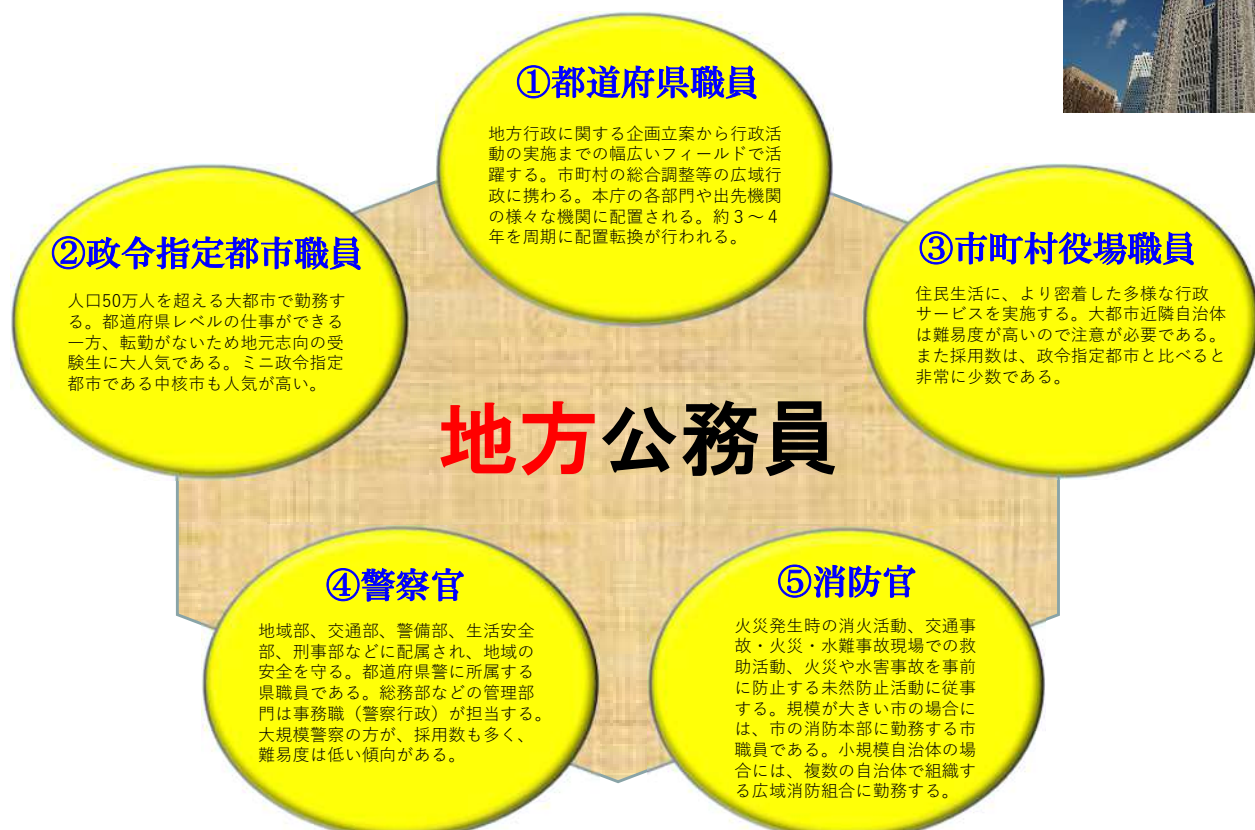 ①都道府県職員
地方行政に関する企画立案から行政活
動の実施までの幅広いフィールドで活
躍する。市町村の総合調整等の広域行
政に携わる。本庁の各部門や出先機関
の様々な機関に配置される。約３～４
年を周期に配置転換が行われる。
②政令指定都市職員
人口50万人を超える大都市で勤務す
る。都道府県レベルの仕事ができる
一方、転勤がないため地元志向の受
験生に大人気である。ミニ政令指定
都市である中核市も人気が高い。
③市町村役場職員
住民生活に、より密着した多様な行政
サービスを実施する。大都市近隣自治体
は難易度が高いので注意が必要である。
また採用数は、政令指定都市と比べると
非常に少数である。
地方公務員
④警察官
地域部、交通部、警備部、生活安全
部、刑事部などに配属され、地域の
安全を守る。都道府県警に所属する
県職員である。総務部などの管理部
門は事務職（警察行政）が担当する。
大規模警察の方が、採用数も多く、
難易度は低い傾向がある。
⑤消防官
火災発生時の消火活動、交通事
故・火災・水難事故現場での救
助活動、火災や水害事故を事前
に防止する未然防止活動に従事
する。規模が大きい市の場合に
は、市の消防本部に勤務する市
職員である。小規模自治体の場
合には、複数の自治体で組織す
る広域消防組合に勤務する。